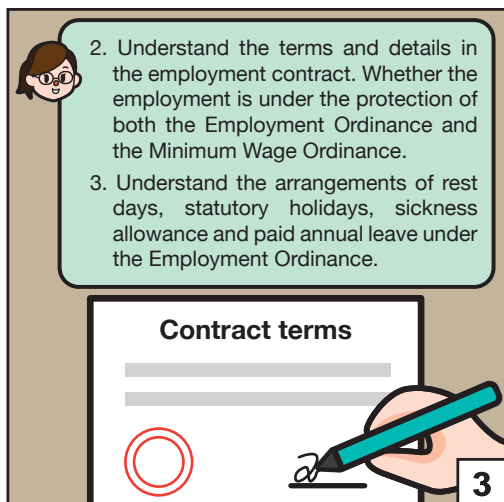 2. Understand the terms and details in
the employment contract. Whether the
employment is under the protection of
both the Employment Ordinance and
the Minimum Wage Ordinance.
3. Understand the arrangements of rest
days, statutory holidays, sickness
allowance and paid annual leave under
the Employment Ordinance.
Contract terms
3